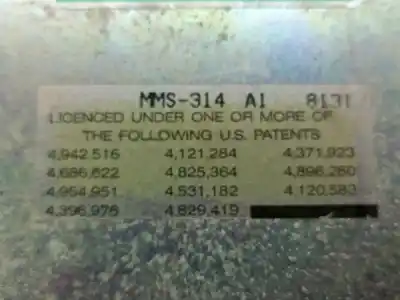 MMS-314 A1 8131
LICENCED UNDER ONE OR MORE OF
THE FOLLOWING U.S. PATENTS
4,942,516 4,121,284 4,371,923
4,686,622 4,825,364 4,896,260
4,954,951 4,531,182 4,120,583
4,396,976 4,829,419